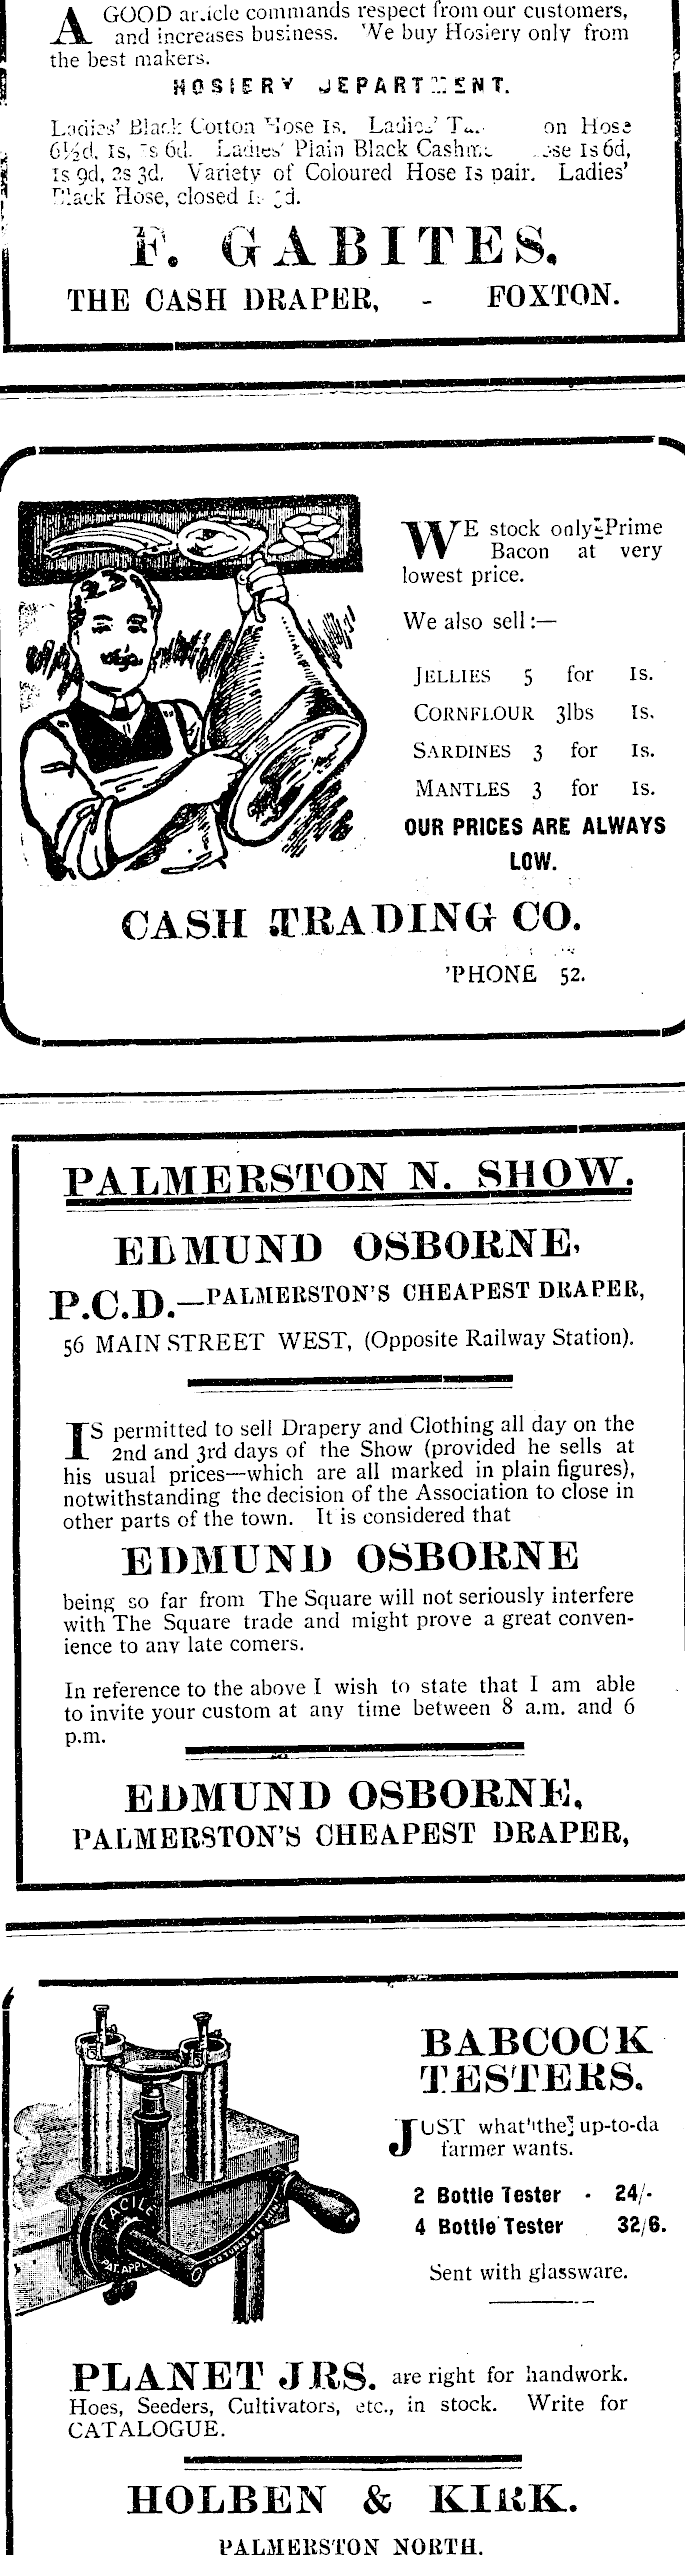 A GOOD article commands respect from our customers,
and increases business. We buy Hosiery only from
the best makers.
HOSIERY DEPARTMENT.
Ladies' Black Cotton Hose 1s. Ladies' on Hose
6½d, 1s, 6d. Ladies' Plain Black 1s6d,
1s 9d, 2s 3d. Variety of Coloured Hose 1s pair. Ladies'
Black Hose, closed
F. GABITES.
THE CASH DRAPER, - FOXTON.
WE stock only Prime
Bacon at very
lowest price.
We also sell:—
JELLIES 5 for 1s.
CORNFLOUR 3lbs 1s.
SARDINES 3 for 1s.
MANTLES 3 for 1s.
OUR PRICES ARE ALWAYS
LOW.
CASH TRADING CO.
'PHONE 52.
PALMERSTON N. SHOW.
EDMUND OSBORNE,
P.C.D.—PALMERSTON'S CHEAPEST DRAPER,
56 MAIN STREET WEST, (Opposite Railway Station).
IS permitted to sell Drapery and Clothing all day on the
2nd and 3rd days of the Show (provided he sells at
his usual prices—which are all marked in plain figures),
notwithstanding the decision of the Association to close in
other parts of the town. It is considered that
EDMUND OSBORNE
being so far from The Square will not seriously interfere
with The Square trade and might prove a great conven-
ience to any late comers.
In reference to the above I wish to state that I am able
to invite your custom at any time between 8 a.m. and 6
p.m.
EDMUND OSBORNE,
PALMERSTON'S CHEAPEST DRAPER,
BABCOCK
TESTERS.
JUST what the up-to-da
farmer wants.
2 Bottle Tester - 24/-
4 Bottle Tester 32/6.
Sent with glassware.
PLANET JRS. are right for handwork.
Hoes, Seeders, Cultivators, etc., in stock. Write for
CATALOGUE.
HOLBEN & KIRK.
PALMERSTON NORTH.